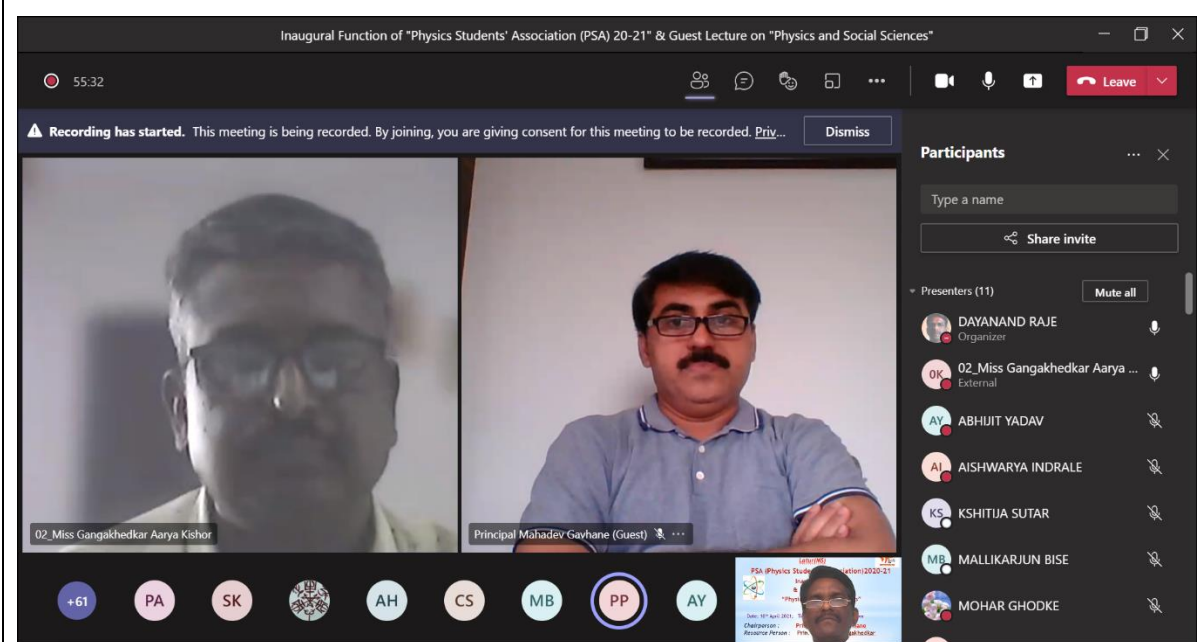 Inaugural Function of "Physics Students' Association (PSA) 20-21" & Guest Lecture on "Physics and Social Sciences"
55:32
Leave
Recording has started. This meeting is being recorded. By joining, you are giving consent for this meeting to be recorded. Priv...
Dismiss
Participants
Type a name
Share invite
Presenters (11)
Mute all
DAYANAND RAJE
Organizer
OK
02_Miss Gangakhedkar Aarya ...
External
AY
ABHIJIT YADAV
AI
AISHWARYA INDRALE
KS
KSHITIJA SUTAR
MB
MALLIKARJUN BISE
MOHAR GHODKE
02_Miss Gangakhedkar Aarya Kishor
Principal Mahadev Gavhane (Guest)
+61
PA
SK
AH
CS
MB
PP
AY
PSA (Physics 2020-21
Chairperson :
Resource Person :